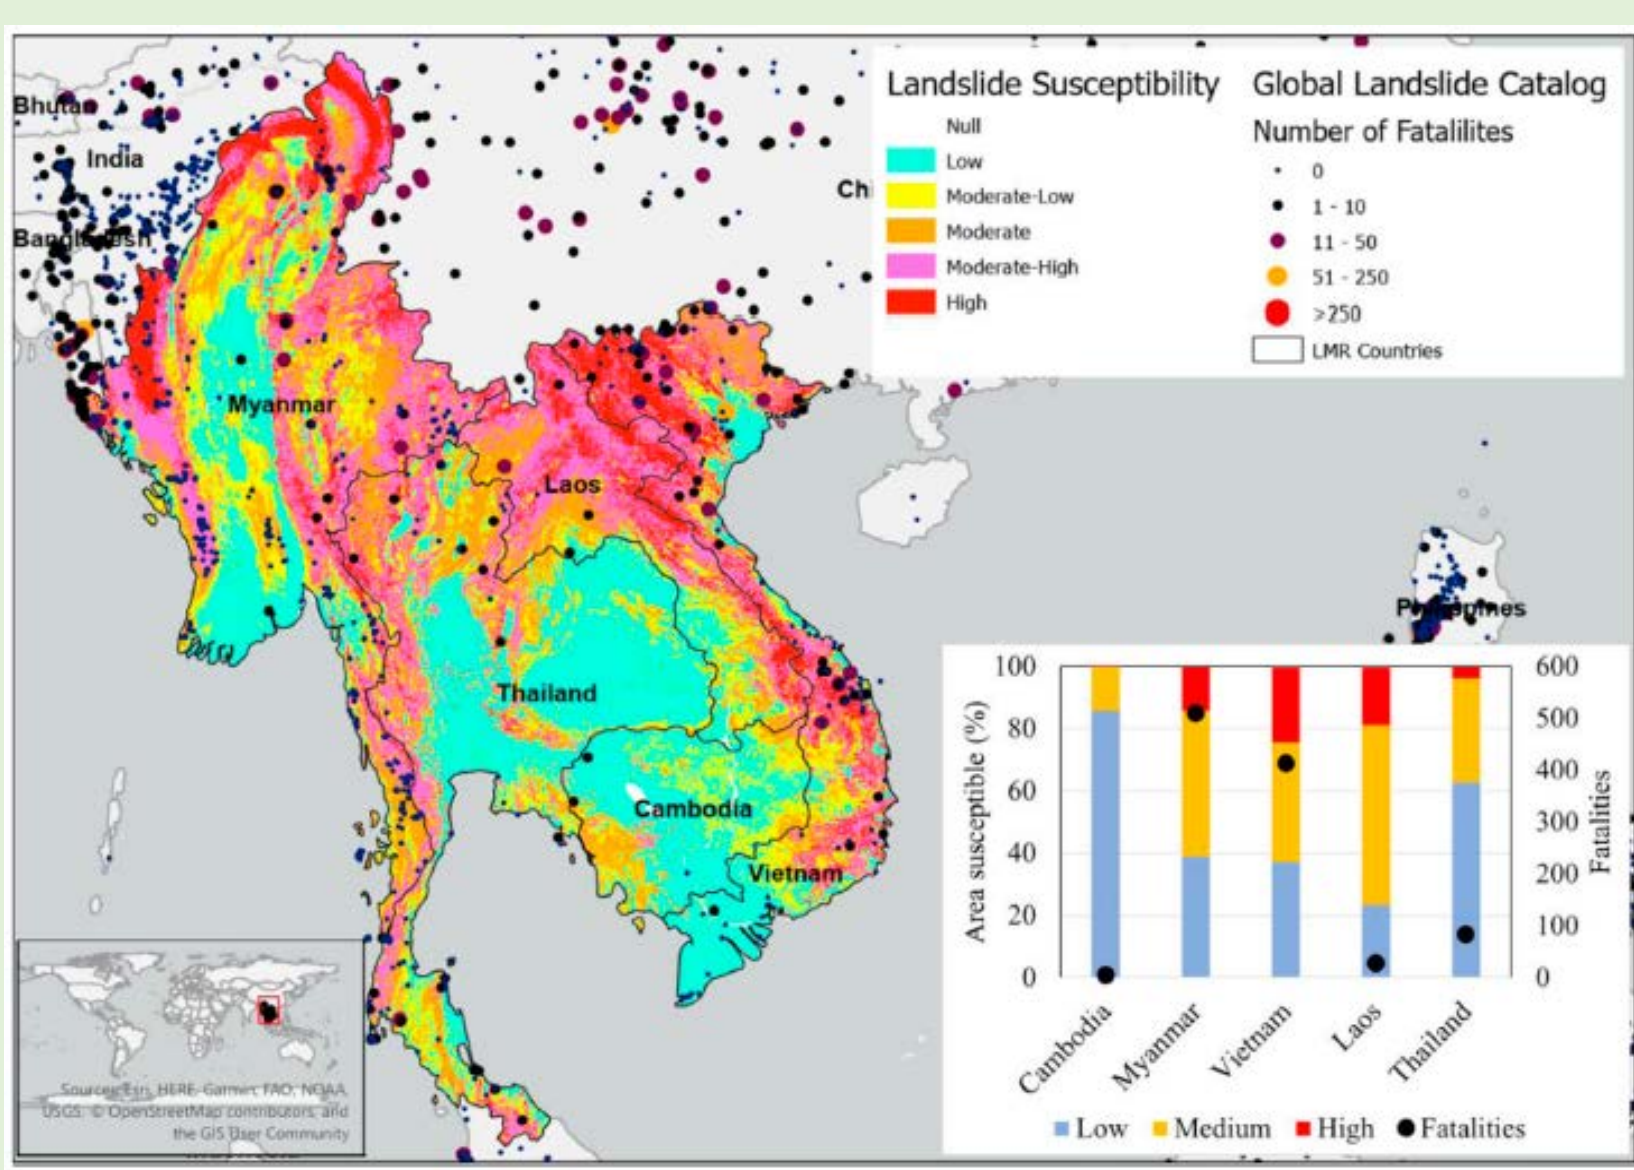 Bhutan
India
Bangladesh
Chi
Myanmar
Laos
Thailand
Cambodia
Vietnam
Philippines
Landslide Susceptibility
Null
Low
Moderate-Low
Moderate
Moderate-High
High
Global Landslide Catalog
Number of Fatalilites
0
1 - 10
11 - 50
51 - 250
>250
LMR Countries
Sources: Esri, HERE, Garmin, FAO, NOAA,
USGS, © OpenStreetMap contributors, and
the GIS User Community
Area susceptible (%)
100
80
60
40
20
0
600
500
400
300
200
100
0
Fatalities
Cambodia
Myanmar
Vietnam
Laos
Thailand
Low
Medium
High
Fatalities